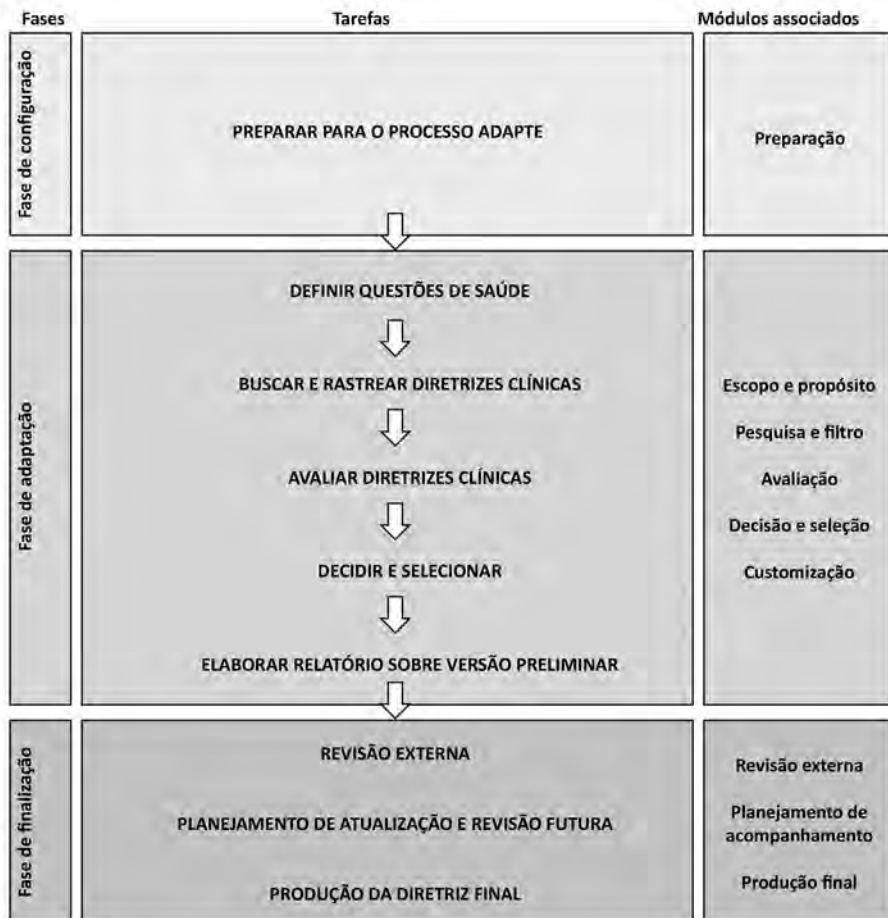 Fases
Tarefas
Módulos associados
Fase de configuração
PREPARAR PARA O PROCESSO ADAPTE
Preparação
Fase de adaptação
DEFINIR QUESTÕES DE SAÚDE
BUSCAR E RASTREAR DIRETRIZES CLÍNICAS
AVALIAR DIRETRIZES CLÍNICAS
DECIDIR E SELECIONAR
ELABORAR RELATÓRIO SOBRE VERSÃO PRELIMINAR
Escopo e propósito
Pesquisa e filtro
Avaliação
Decisão e seleção
Customização
Fase de finalização
REVISÃO EXTERNA
PLANEJAMENTO DE ATUALIZAÇÃO E REVISÃO FUTURA
PRODUÇÃO DA DIRETRIZ FINAL
Revisão externa
Planejamento de
acompanhamento
Produção final